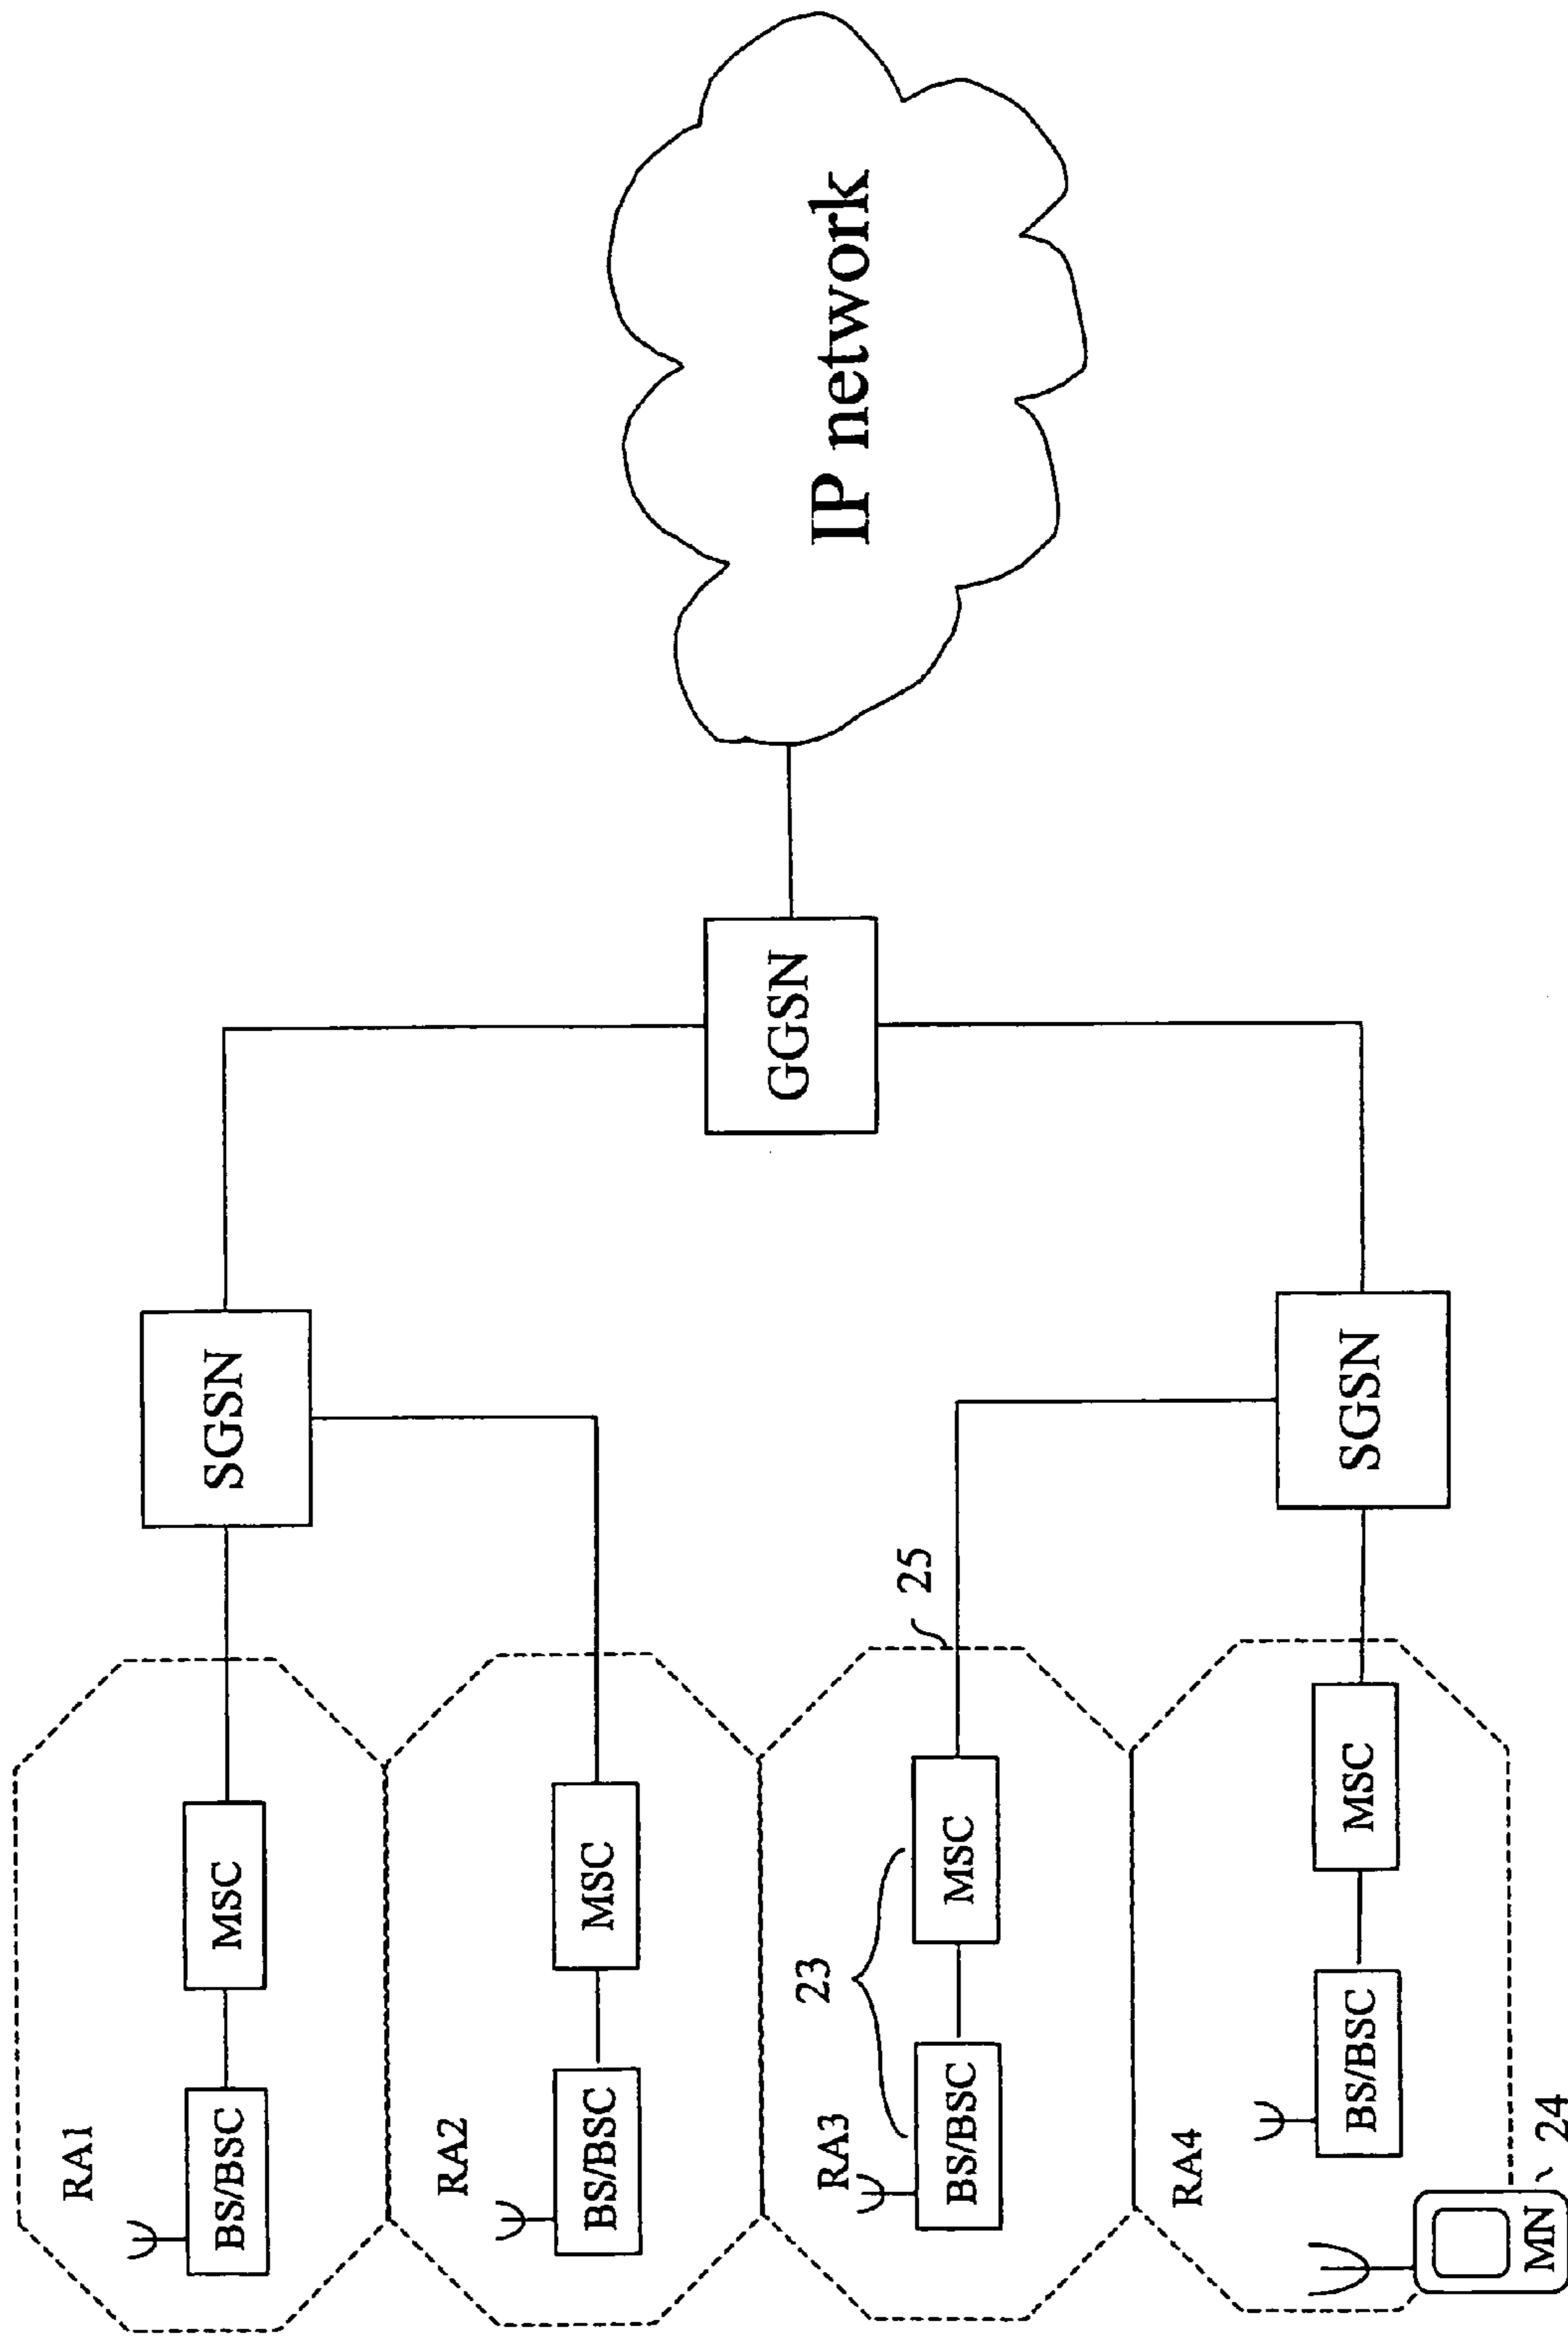 RA1
BS/BSC
MSC
SGSN
RA2
BS/BSC
MSC
GGSN
IP network
RA3
BS/BSC
23
MSC
25
RA4
BS/BSC
MSC
SGSN
MN
24